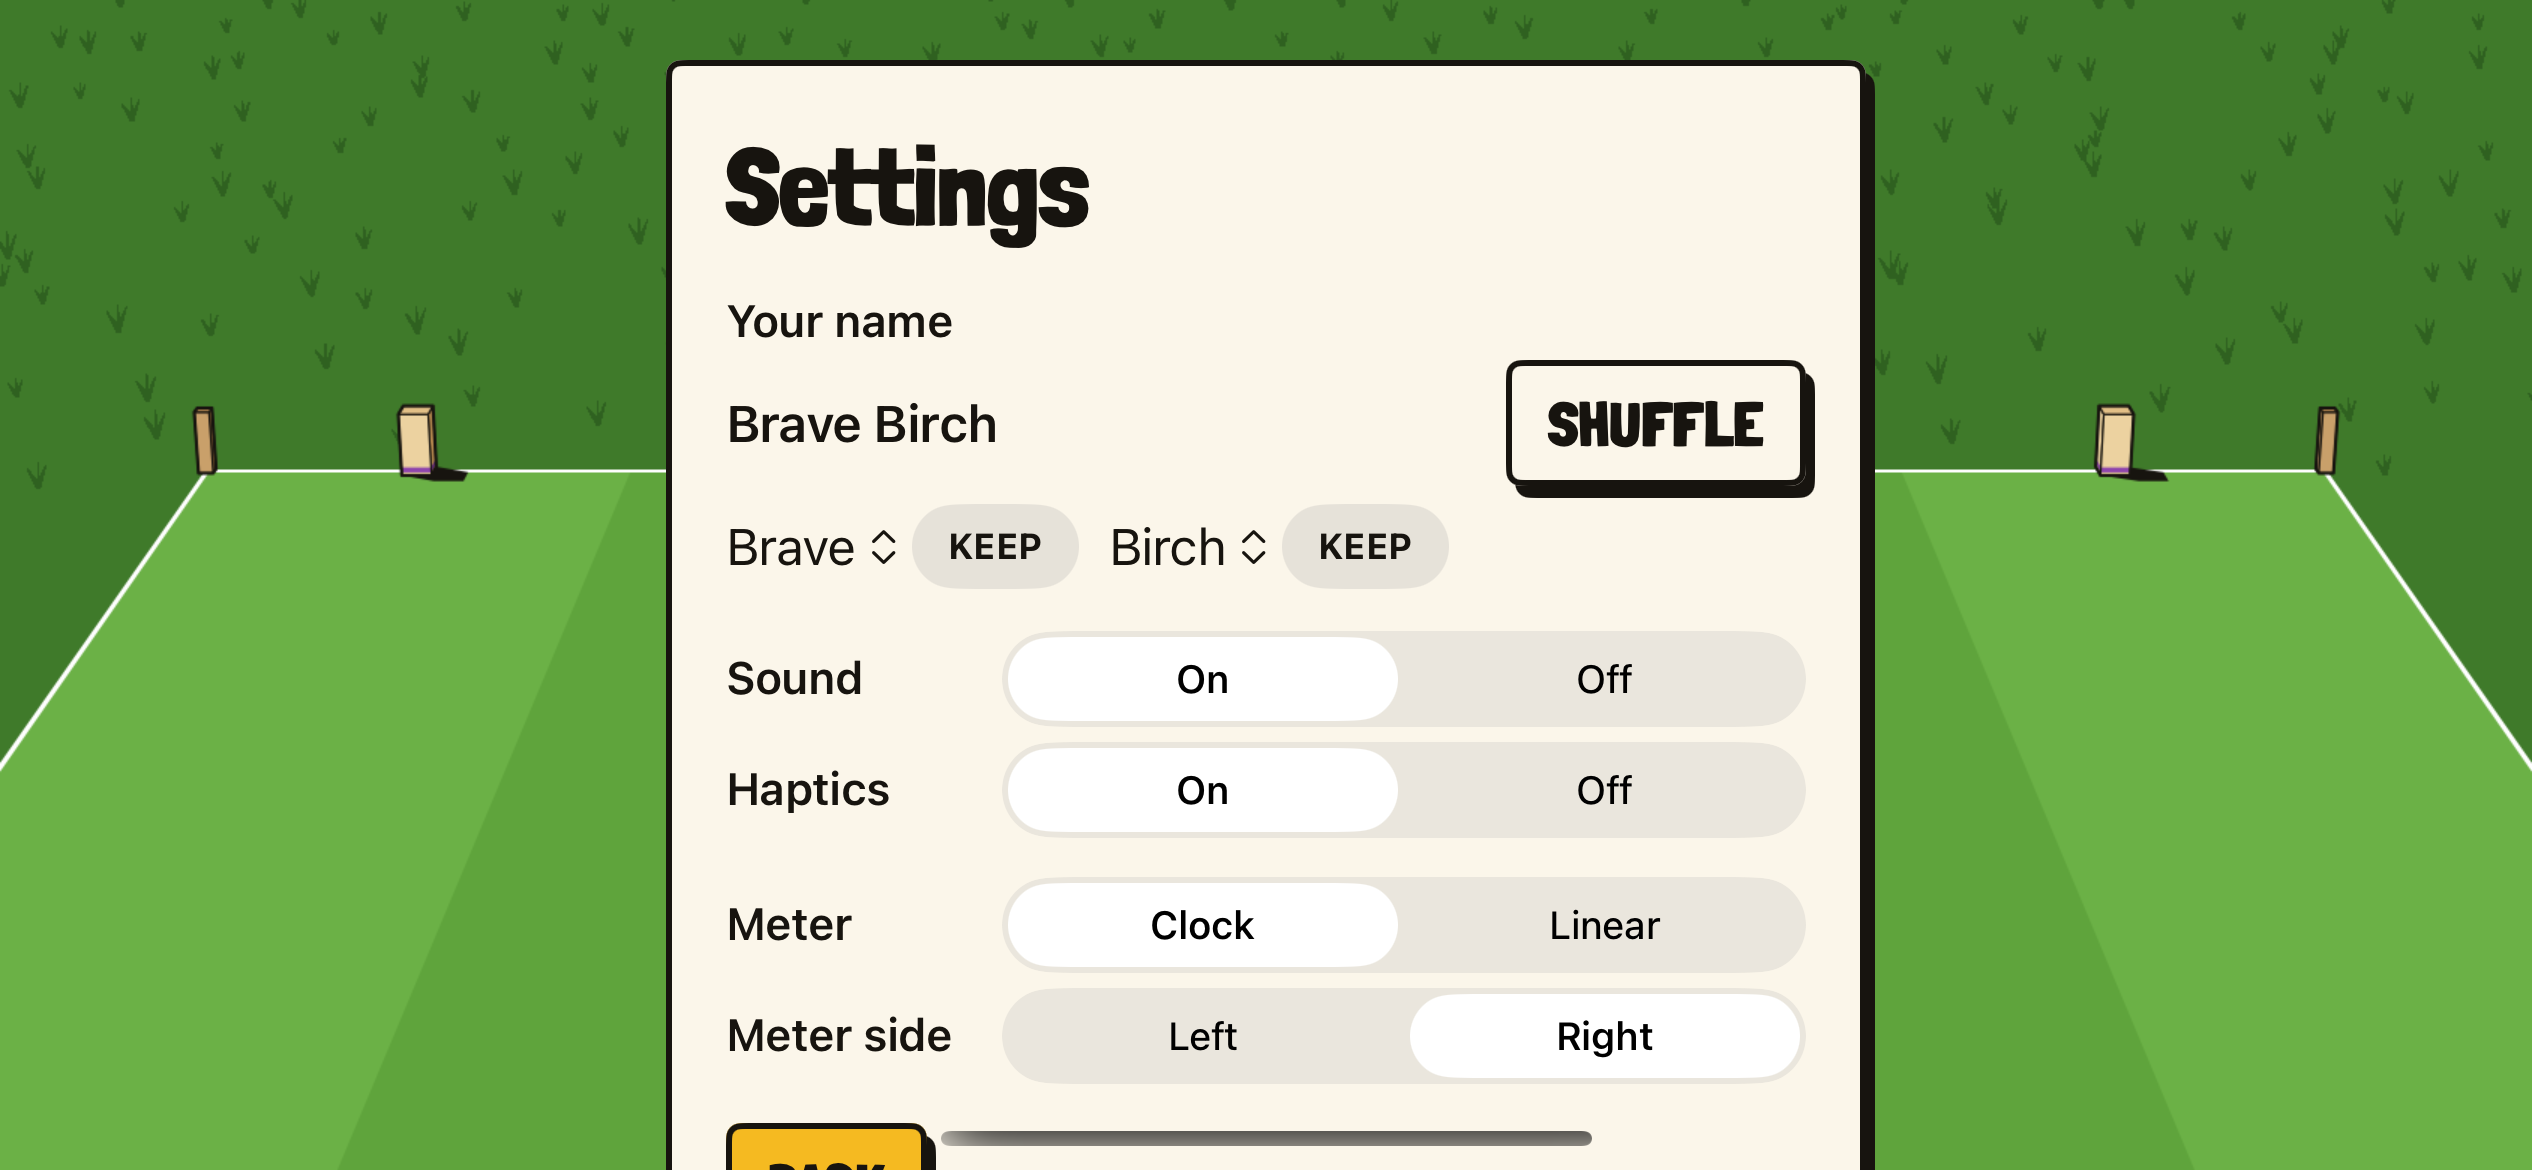 Settings
Your name
Brave Birch
SHUFFLE
Brave KEEP Birch KEEP
Sound On Off
Haptics On Off
Meter Clock Linear
Meter side Left Right
BACK